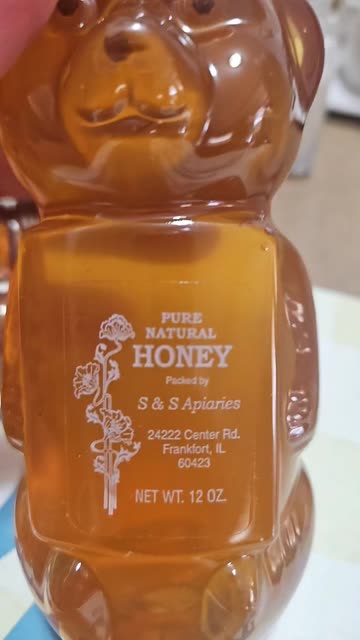 PURE
NATURAL
HONEY
Packed by
S & S Apiaries
24222 Center Rd.
Frankfort, IL
60423
NET WT. 12 OZ.